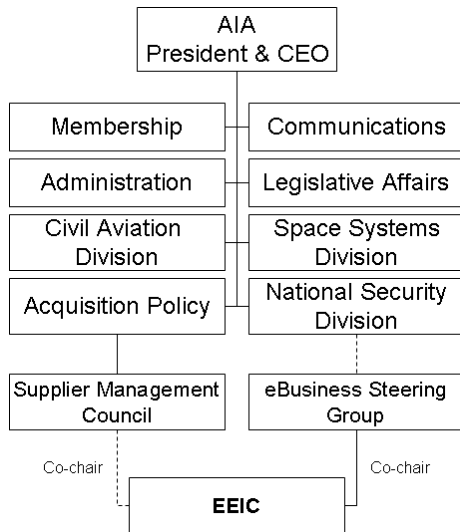 AIA
President & CEO
Membership
Communications
Administration
Legislative Affairs
Civil Aviation
Division
Space Systems
Division
Acquisition Policy
National Security
Division
Supplier Management
Council
eBusiness Steering
Group
Co-chair
Co-chair
EEIC